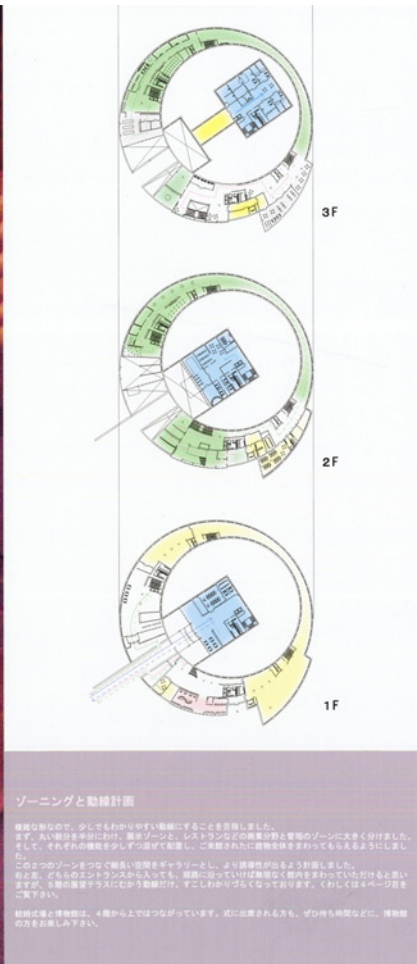 3F
2F
1F
ゾーニングと動線計画
複雑な形なので、少しでもわかりやすい動線にすることを目指しました。
まず、丸い部分を半分にわけ、展示ゾーンと、レストランなどの商業分野と管理のゾーンに大きく分けました。
そして、それぞれの機能を少しずつ混ぜて配置し、ご来館された に建物全体をまわってもらえるようにしまし
た。
この2つのゾーンをつなぐ細長い空間をギャラリーとし、より誘導性が出るよう計画しました。
右と左、どちらのエントランスから入っても、順路に沿っていけば無理なく館内をまわっていただけると思い
ますが、5階の展望テラスにむかう動線だけ、すこしわかりづらくなっております。くわしくは4ページ目を
ご覧下さい。
結婚式場と博物館は、4階から上ではつながっています。式に出席される方も、ぜひ待ち時間などに、博物館
の方をお楽しみ下さい。